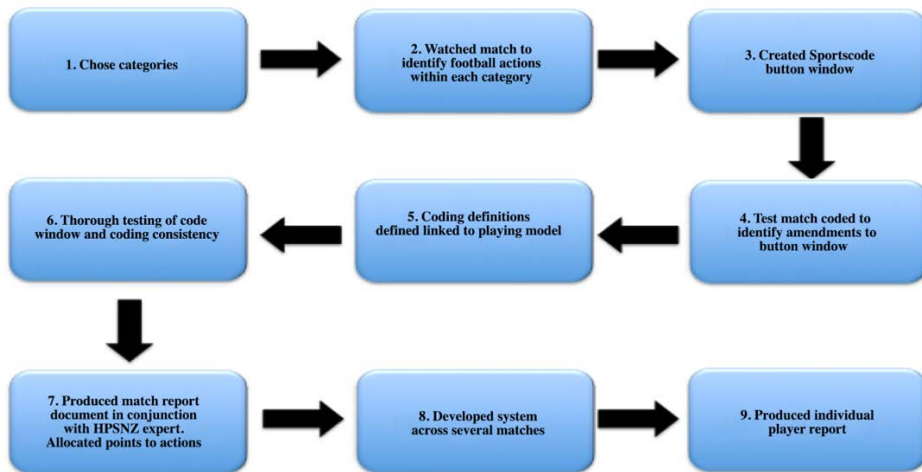 1. Chose categories
2. Watched match to
identify football actions
within each category
3. Created Sportscode
button window
4. Test match coded to
identify amendments to
button window
5. Coding definitions
defined linked to playing model
6. Thorough testing of code
window and coding consistency
7. Produced match report
document in conjunction
with HPSNZ expert.
Allocated points to actions
8. Developed system
across several matches
9. Produced individual
player report